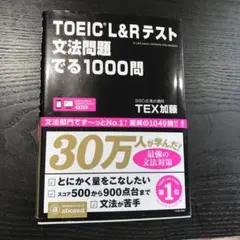 TOEIC® L&Rテスト
文法問題
でる1000問
TEX加藤
文法部門でず〜っとNo.1! 驚異の1049問!!
30万人が学んだ!
最強の
文法対策
✓とにかく量をこなしたい
✓スコア500から900点台まで
✓文法が苦手
abceed
第1位